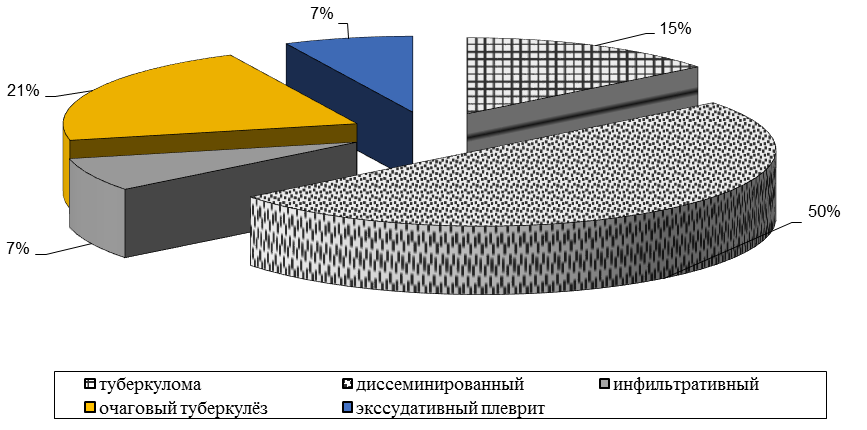 7%
15%
21%
50%
7%
туберкулома диссеминированный инфильтративный
очаговый туберкулёз экссудативный плеврит